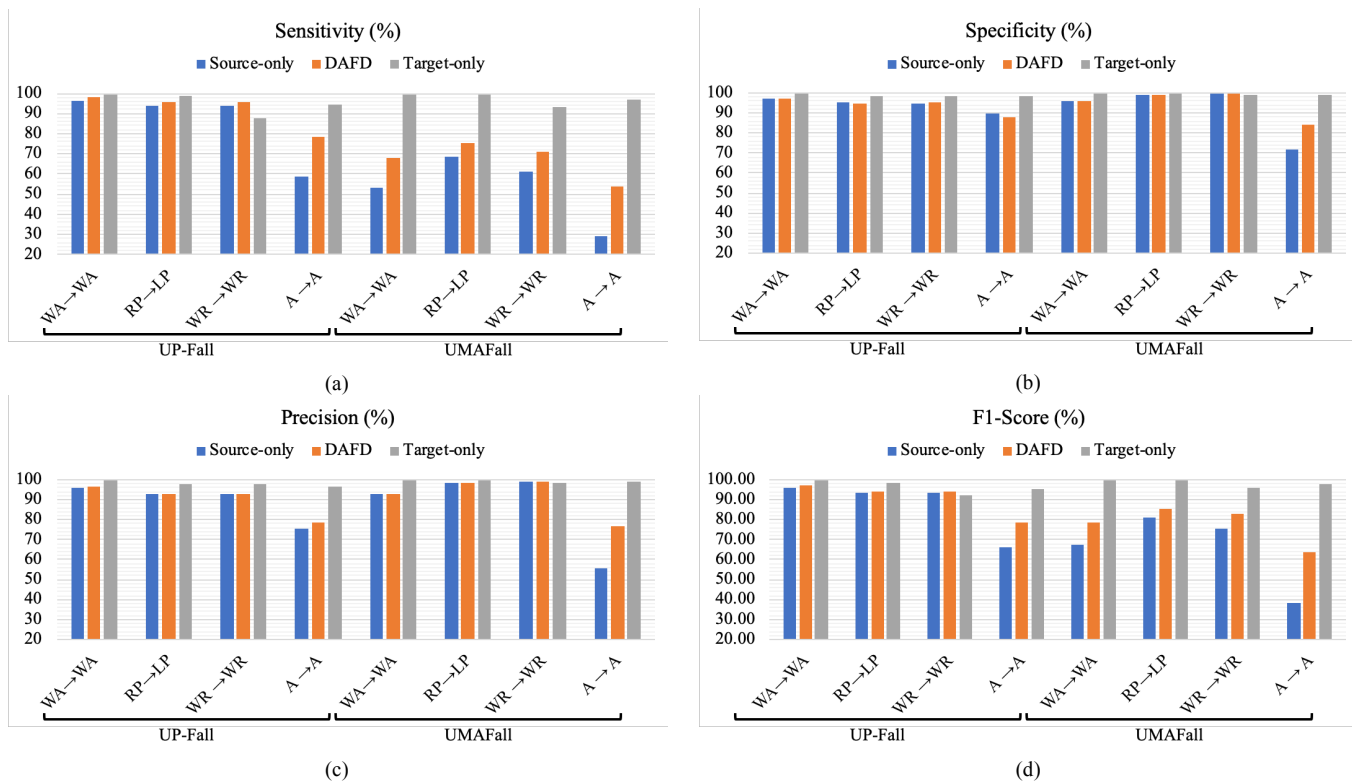 Sensitivity (%)
Source-only DAFD Target-only
100
90
80
70
60
50
40
30
20
WA→WA RP→LP WR →WR A →A WA→WA RP→LP WR →WR A → A
UP-Fall UMAFall
(a)
Specificity (%)
Source-only DAFD Target-only
100
90
80
70
60
50
40
30
20
WA→WA RP→LP WR →WR A →A WA→WA RP→LP WR →WR A → A
UP-Fall UMAFall
(b)
Precision (%)
Source-only DAFD Target-only
100
90
80
70
60
50
40
30
20
WA→WA RP→LP WR →WR A →A WA→WA RP→LP WR →WR A → A
UP-Fall UMAFall
(c)
F1-Score (%)
Source-only DAFD Target-only
100.00
90.00
80.00
70.00
60.00
50.00
40.00
30.00
20.00
WA→WA RP→LP WR →WR A →A WA→WA RP→LP WR →WR A → A
UP-Fall UMAFall
(d)